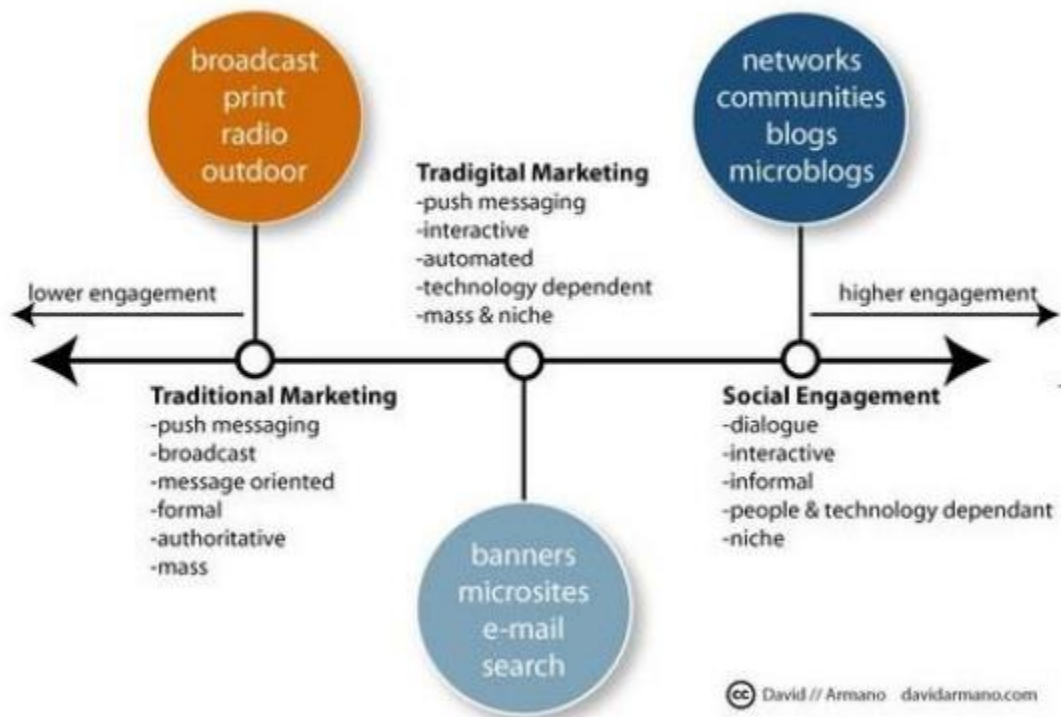 broadcast
print
radio
outdoor
networks
communities
blogs
microblogs
Tradigital Marketing
-push messaging
-interactive
-automated
-technology dependent
-mass & niche
lower engagement
higher engagement
Traditional Marketing
-push messaging
-broadcast
-message oriented
-formal
-authoritative
-mass
Social Engagement
-dialogue
-interactive
-informal
-people & technology dependant
-niche
banners
microsites
e-mail
search
cc David // Armano davidarmano.com